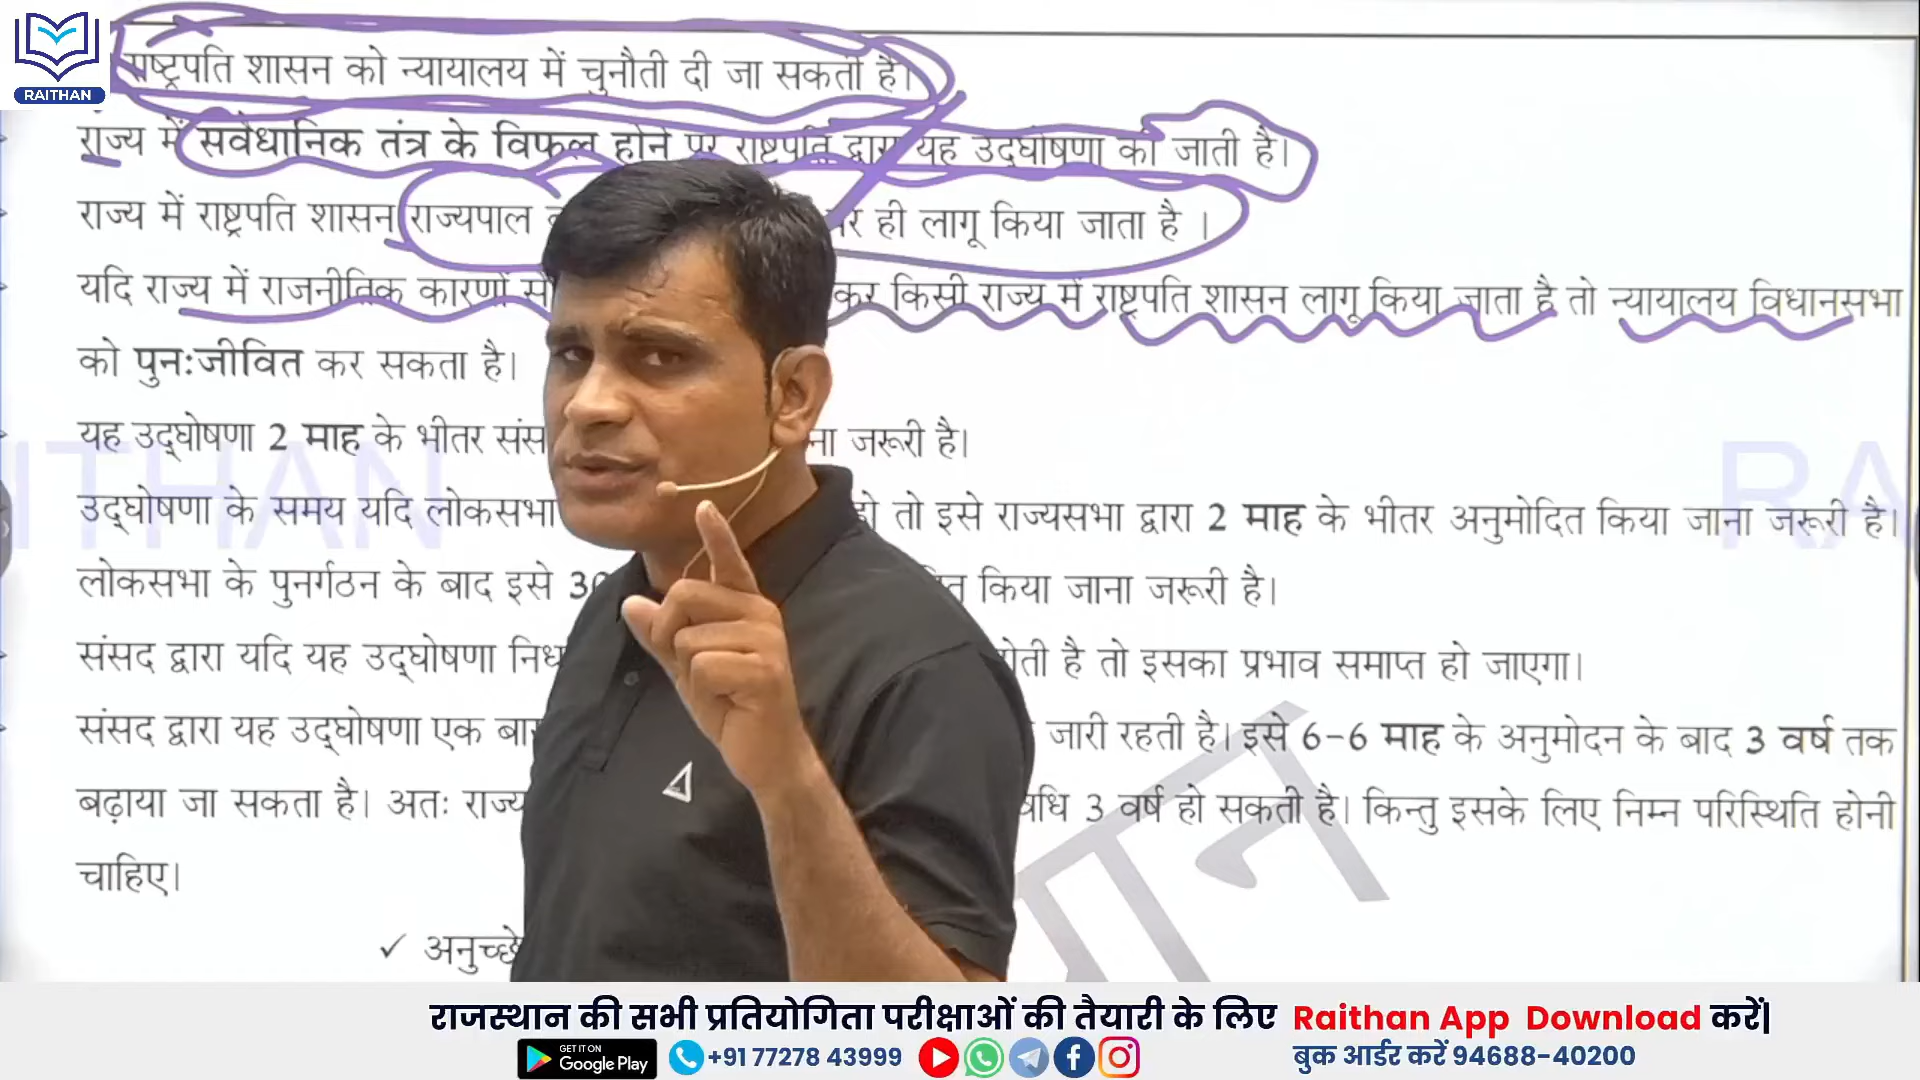 RAITHAN
राष्ट्रपति शासन को न्यायालय में चुनौती दी जा सकती है।
राज्य में संवैधानिक तंत्र के विफल होने पर राष्ट्रपति द्वारा यह उद्घोषणा की जाती है।
राज्य में राष्ट्रपति शासन राज्यपाल पर ही लागू किया जाता है ।
यदि राज्य में राजनीतिक कारणों से कर किसी राज्य में राष्ट्रपति शासन लागू किया जाता है तो न्यायालय विधानसभा
को पुनःजीवित कर सकता है।
यह उद्घोषणा 2 माह के भीतर संस ना जरूरी है।
उद्घोषणा के समय यदि लोकसभा हो तो इसे राज्यसभा द्वारा 2 माह के भीतर अनुमोदित किया जाना जरूरी है।
लोकसभा के पुनर्गठन के बाद इसे 30 त किया जाना जरूरी है।
संसद द्वारा यदि यह उद्घोषणा निर्ध होती है तो इसका प्रभाव समाप्त हो जाएगा।
संसद द्वारा यह उद्घोषणा एक बार जारी रहती है। इसे 6-6 माह के अनुमोदन के बाद 3 वर्ष तक
बढ़ाया जा सकता है। अतः राज्य वधि 3 वर्ष हो सकती है। किन्तु इसके लिए निम्न परिस्थिति होनी
चाहिए।
✓ अनुच्छे
राजस्थान की सभी प्रतियोगिता परीक्षाओं की तैयारी के लिए Raithan App Download करें|
GET IT ON Google Play +91 77278 43999 बुक आर्डर करें 94688-40200